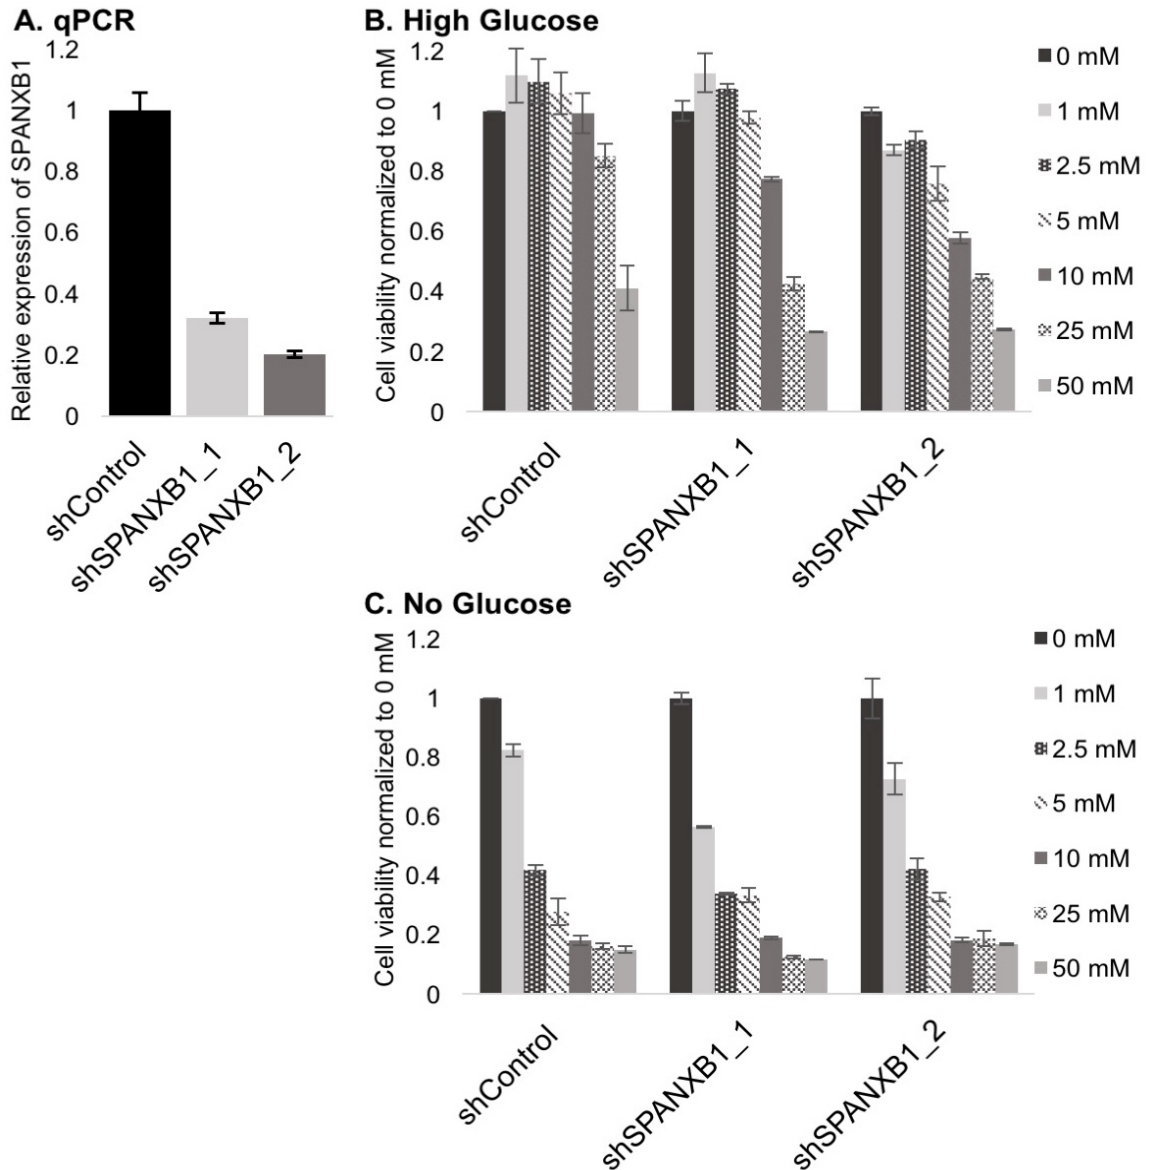 A. qPCR
Relative expression of SPANXB1
1.2
1
0.8
0.6
0.4
0.2
0
shControl
shSPANXB1_1
shSPANXB1_2
B. High Glucose
Cell viability normalized to 0 mM
1.2
1
0.8
0.6
0.4
0.2
0
shControl
shSPANXB1_1
shSPANXB1_2
0 mM
1 mM
2.5 mM
5 mM
10 mM
25 mM
50 mM
C. No Glucose
Cell viability normalized to 0 mM
1.2
1
0.8
0.6
0.4
0.2
0
shControl
shSPANXB1_1
shSPANXB1_2
0 mM
1 mM
2.5 mM
5 mM
10 mM
25 mM
50 mM